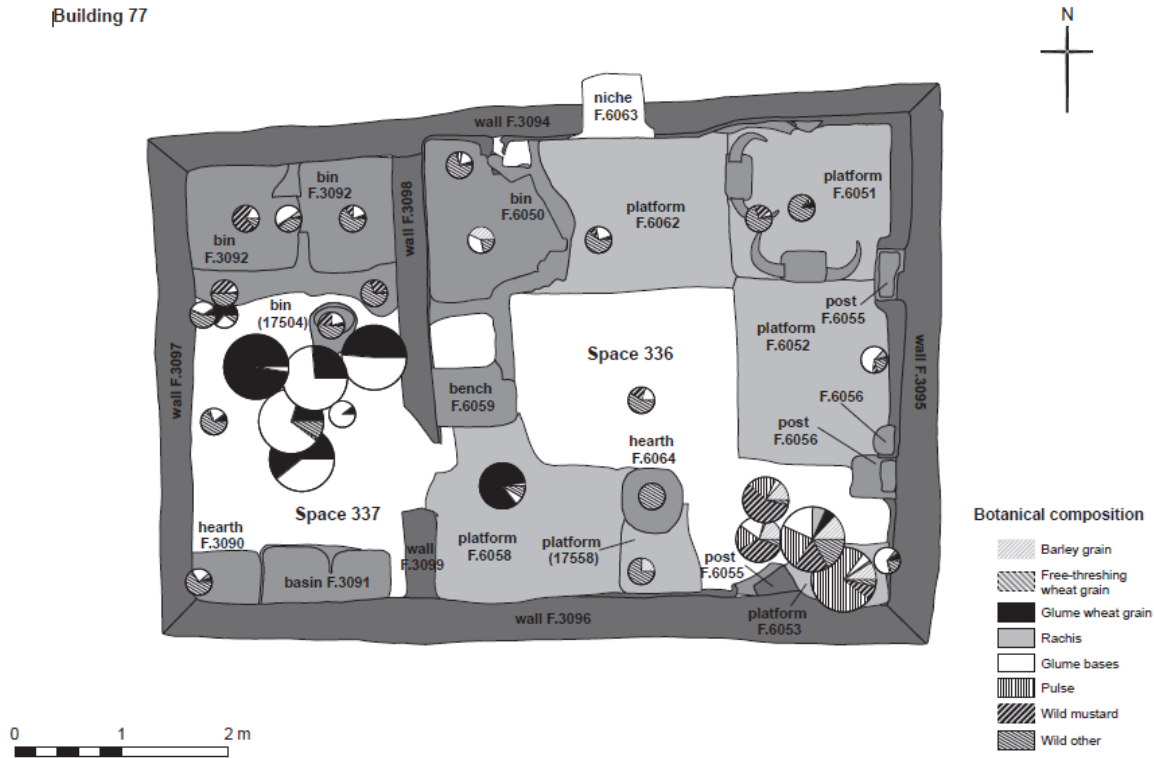 Building 77
N
niche
F.6063
wall F.3094
bin
F.3092
bin
F.3092
wall F.3098
bin
F.6050
platform
F.6062
platform
F.6051
post
F.6055
bin
(17504)
wall F.3097
Space 336
platform
F.6052
wall F.3095
bench
F.6059
F.6056
post
F.6056
hearth
F.6064
Space 337
hearth
F.3090
basin F.3091
wall
F.3099
platform
F.6058
platform
(17558)
post
F.6055
platform
F.6053
wall F.3096
Botanical composition
Barley grain
Free-threshing
wheat grain
Glume wheat grain
Rachis
Glume bases
Pulse
Wild mustard
Wild other
0 1 2 m